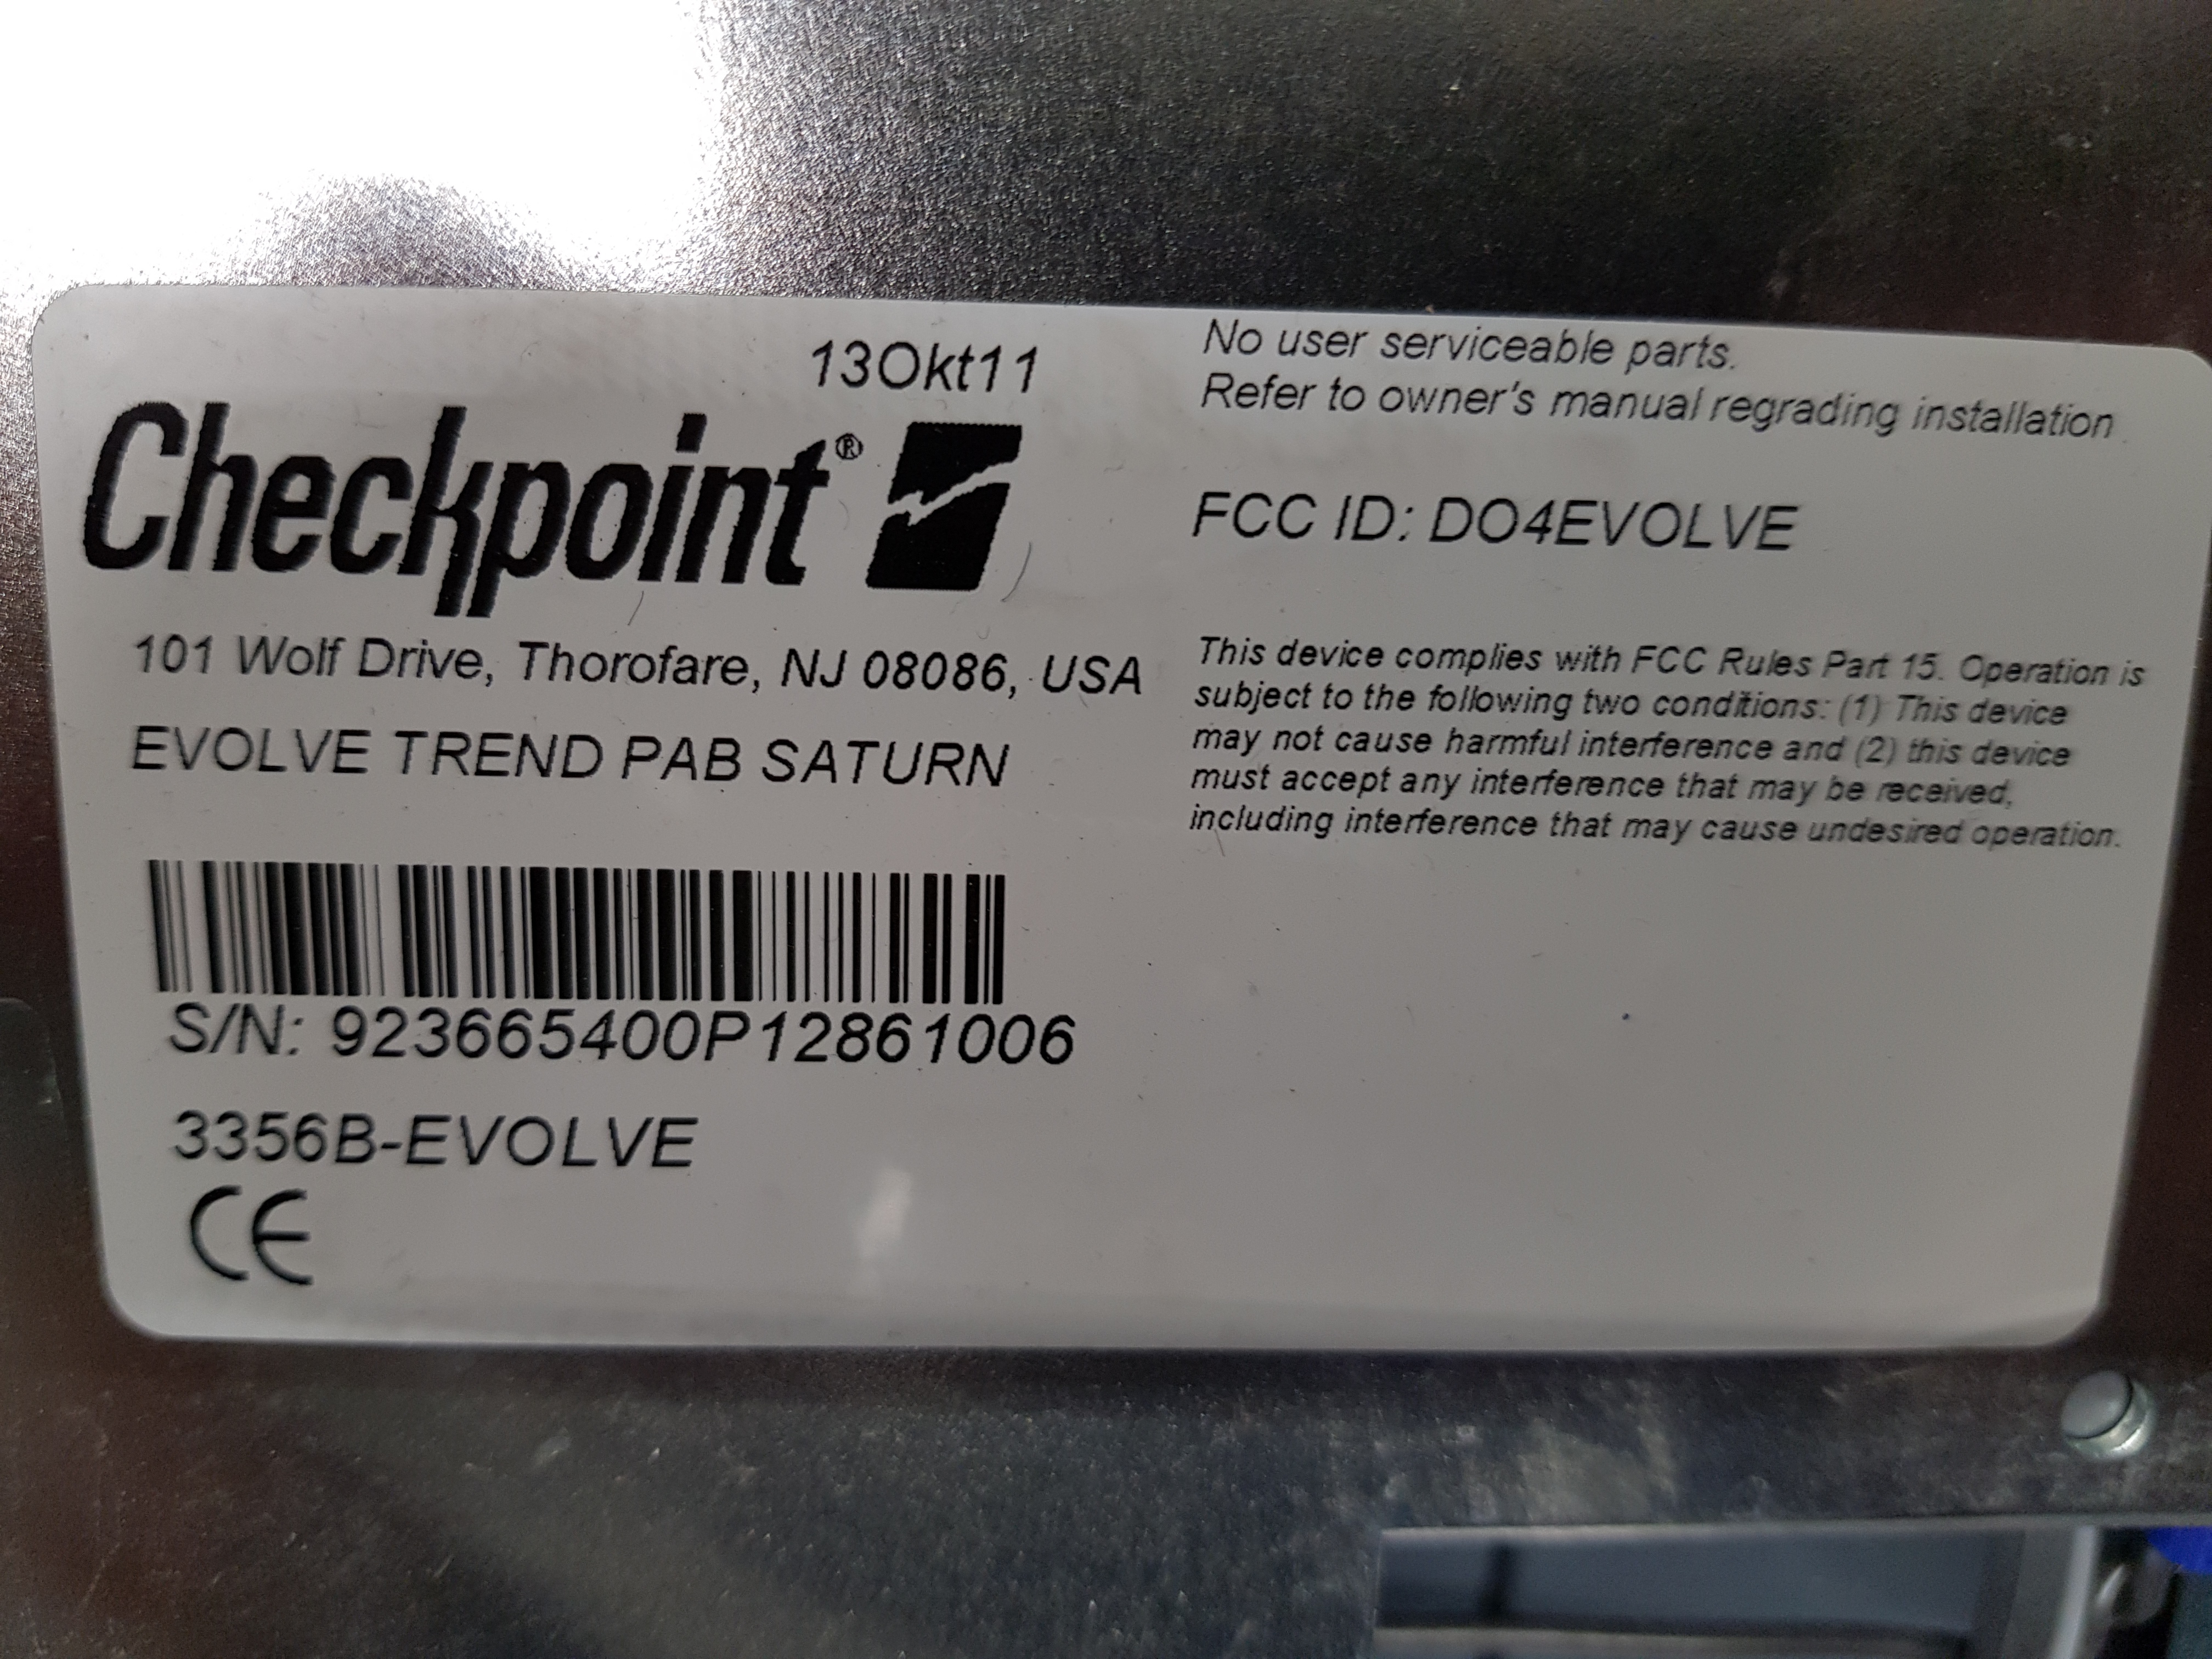 13Okt11
Checkpoint®
101 Wolf Drive, Thorofare, NJ 08086, USA
EVOLVE TREND PAB SATURN
S/N: 923665400P12861006
3356B-EVOLVE
CE
No user serviceable parts.
Refer to owner's manual regrading installation.
FCC ID: DO4EVOLVE
This device complies with FCC Rules Part 15. Operation is
subject to the following two conditions: (1) This device
may not cause harmful interference and (2) this device
must accept any interference that may be received,
including interference that may cause undesired operation.